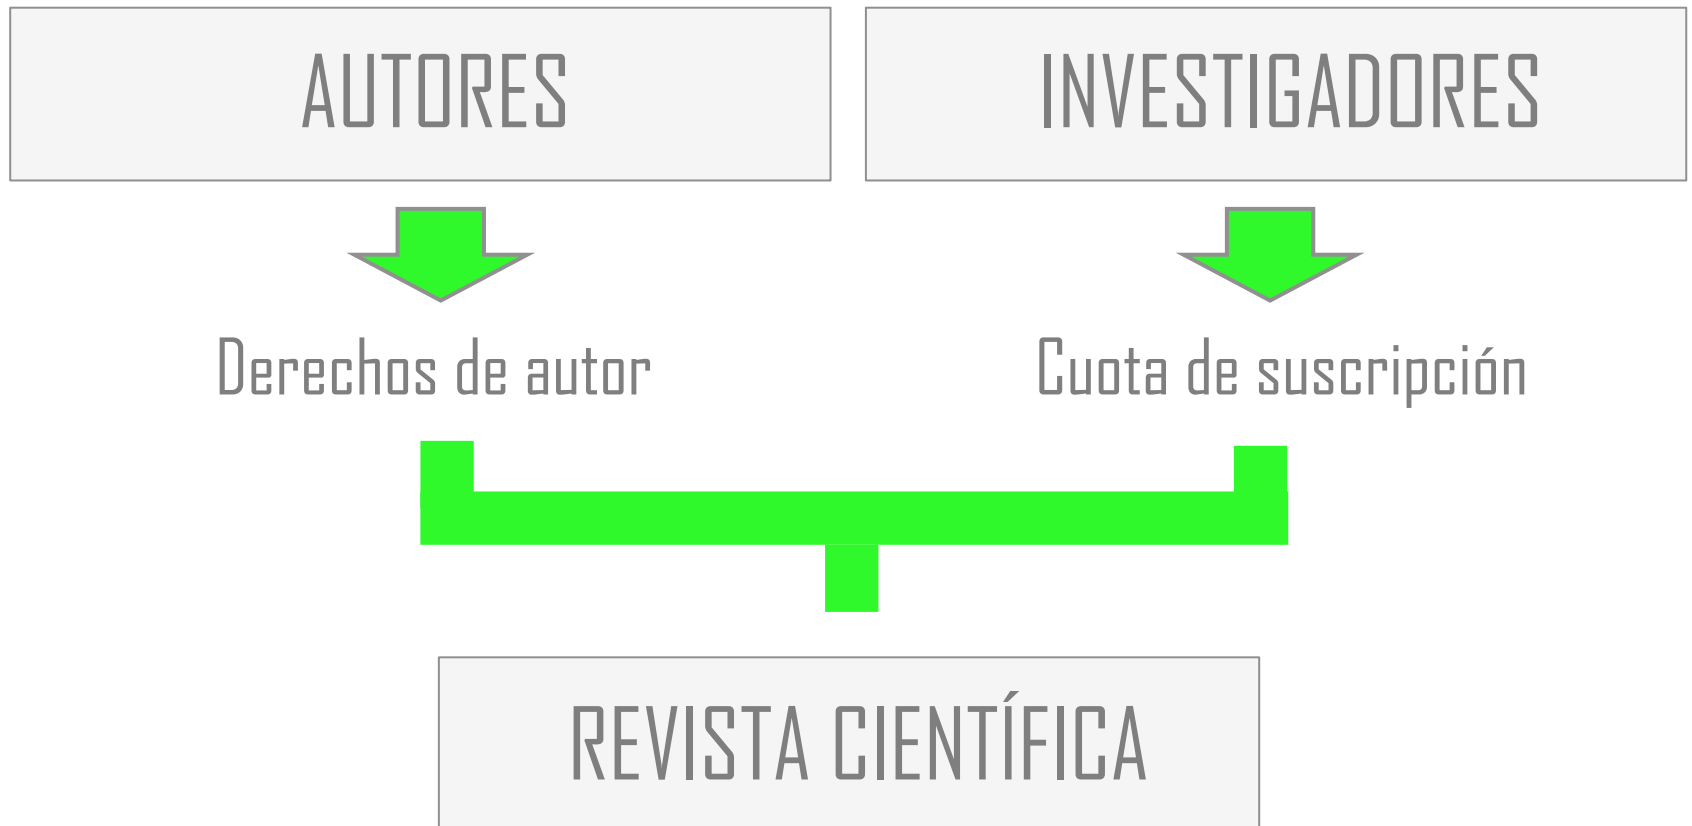 AUTORES
INVESTIGADORES
Derechos de autor
Cuota de suscripción
REVISTA CIENTÍFICA